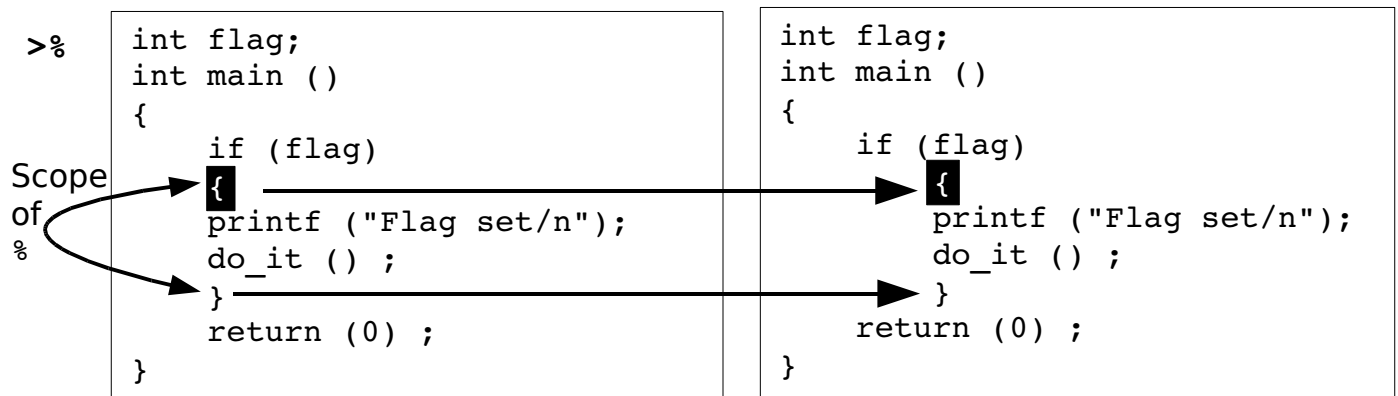 >%
Scope
of
%
int flag;
int main ()
{
if (flag)
{
printf ("Flag set/n");
do_it () ;
}
return (0) ;
}
int flag;
int main ()
{
if (flag)
{
printf ("Flag set/n");
do_it () ;
}
return (0) ;
}